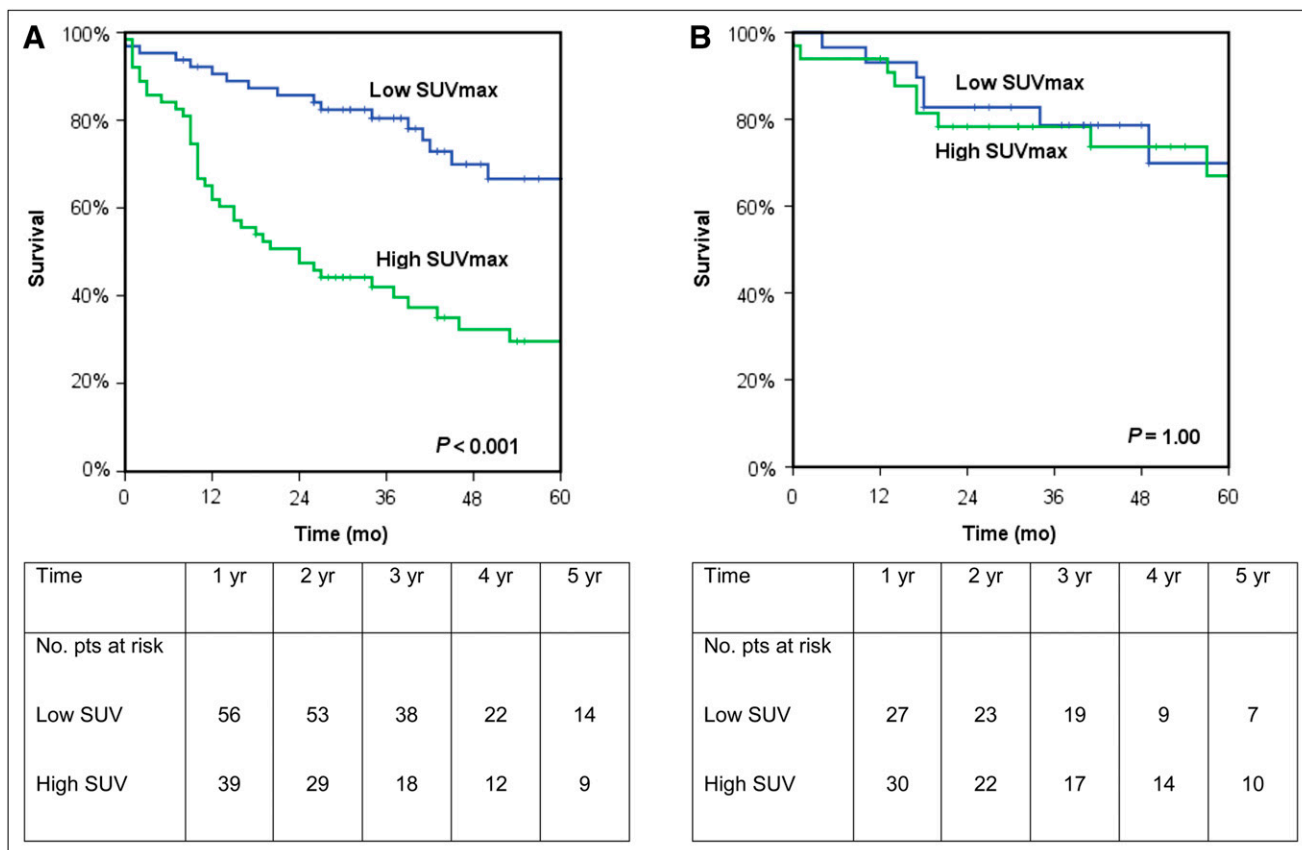 A
100%
80%
60%
40%
20%
0%
Survival
Low SUVmax
High SUVmax
P < 0.001
0 12 24 36 48 60
Time (mo)
Time 1 yr 2 yr 3 yr 4 yr 5 yr
No. pts at risk
Low SUV 56 53 38 22 14
High SUV 39 29 18 12 9
B
100%
80%
60%
40%
20%
0%
Survival
Low SUVmax
High SUVmax
P = 1.00
0 12 24 36 48 60
Time (mo)
Time 1 yr 2 yr 3 yr 4 yr 5 yr
No. pts at risk
Low SUV 27 23 19 9 7
High SUV 30 22 17 14 10